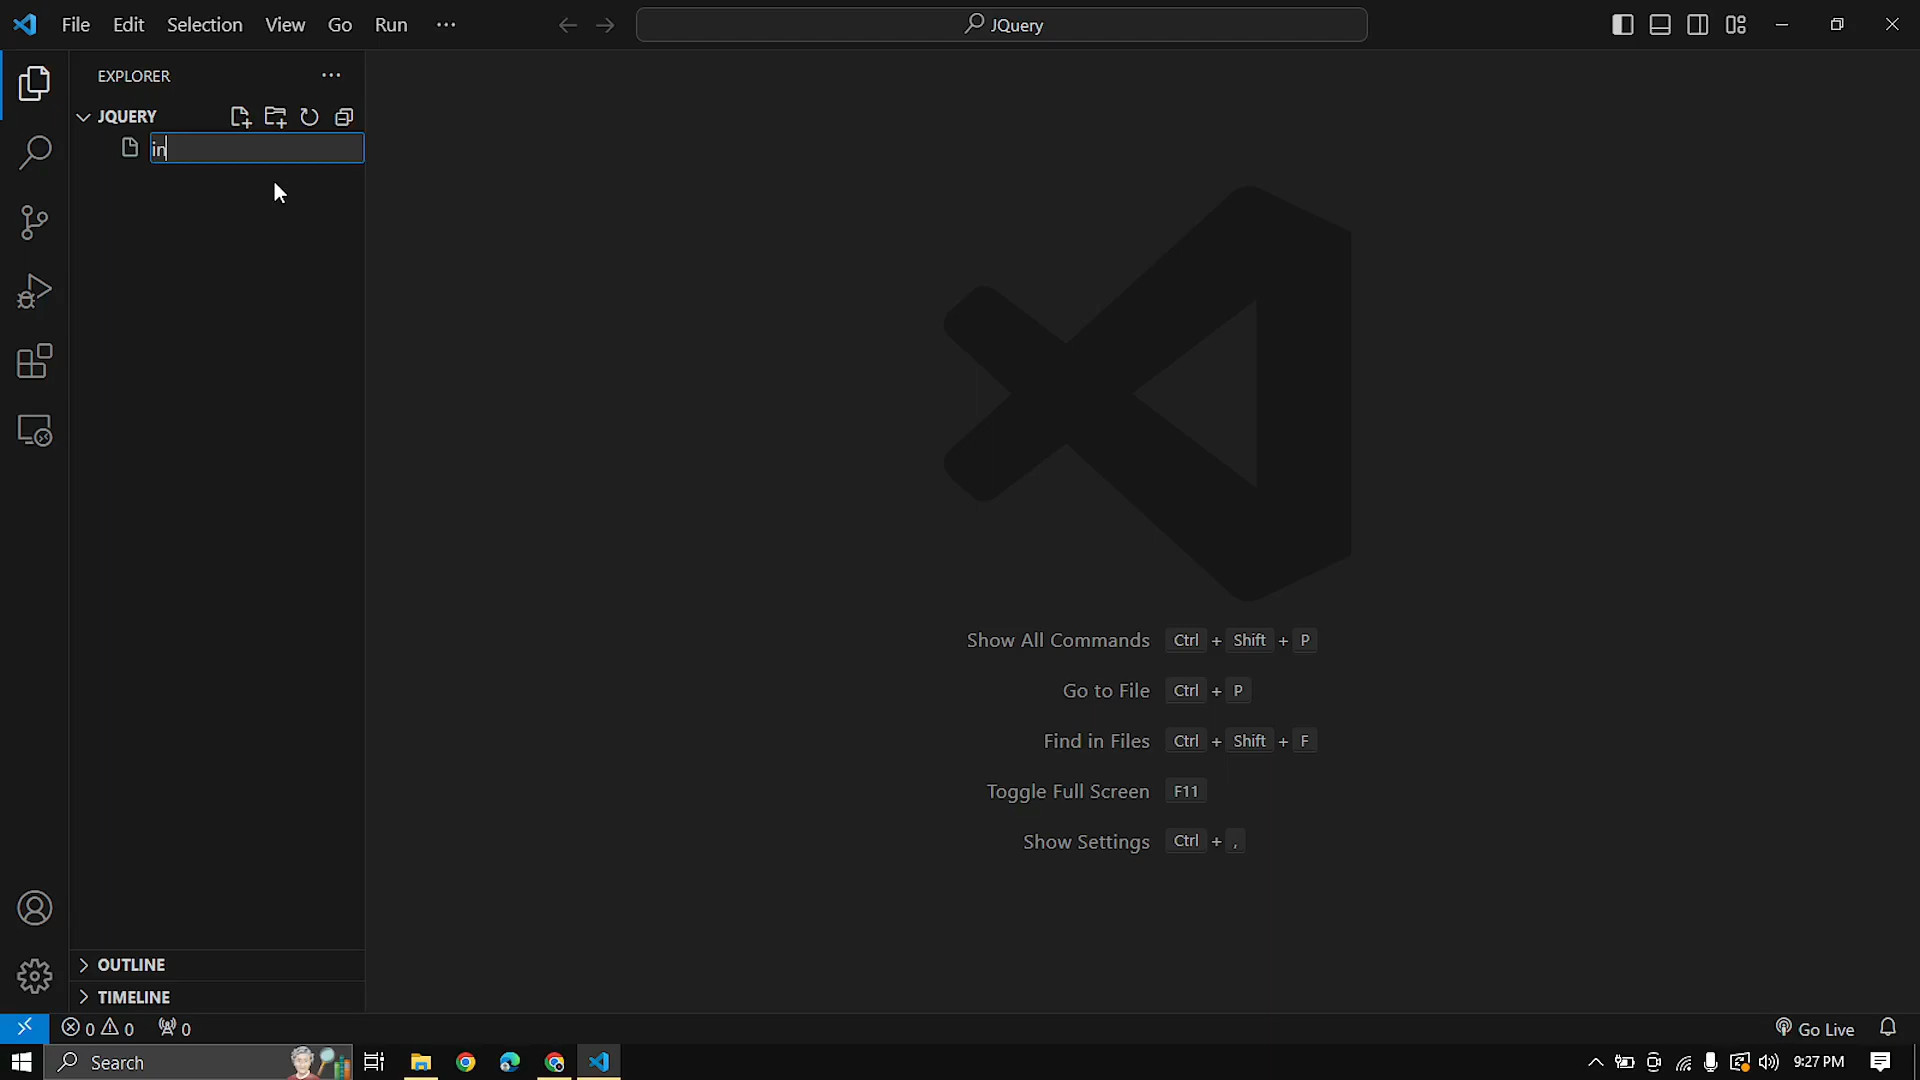 File Edit Selection View Go Run ···
JQuery
EXPLORER ···
JQUERY
in
Show All Commands Ctrl + Shift + P
Go to File Ctrl + P
Find in Files Ctrl + Shift + F
Toggle Full Screen F11
Show Settings Ctrl + ,
OUTLINE
TIMELINE
0 0 0 Go Live
Search 9:27 PM